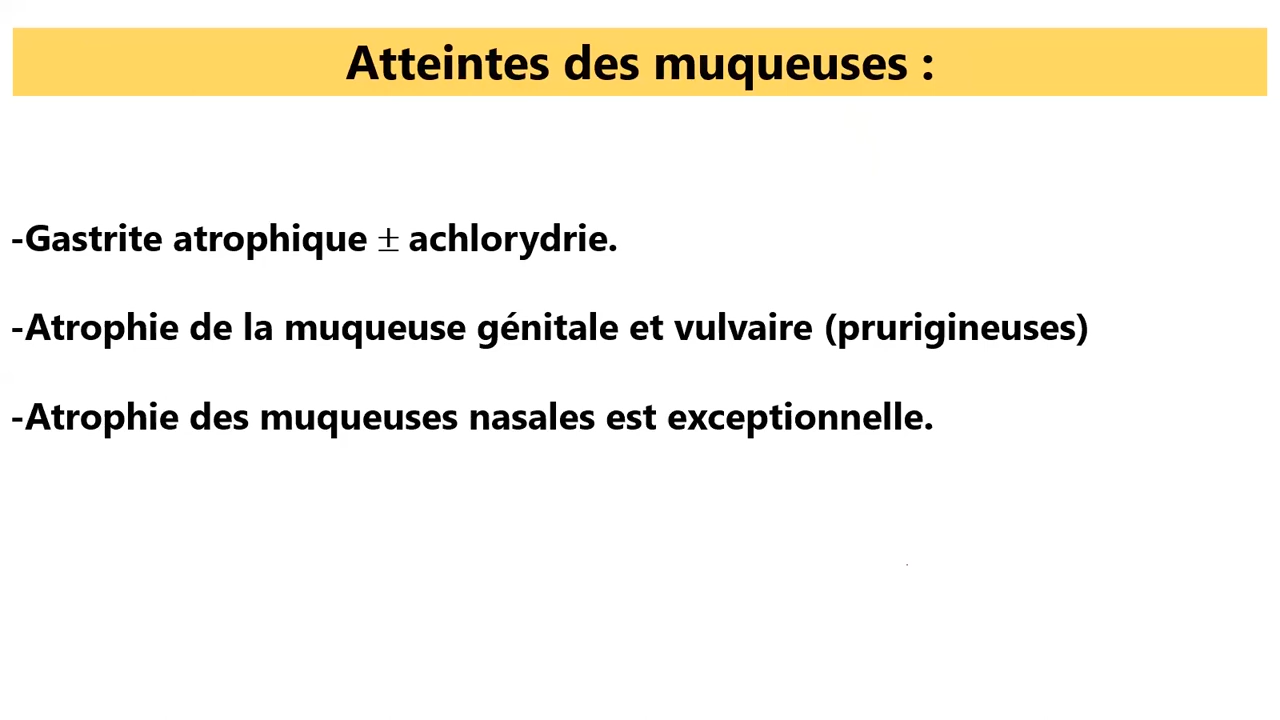 Atteintes des muqueuses :
-Gastrite atrophique ± achlorydrie.
-Atrophie de la muqueuse génitale et vulvaire (prurigineuses)
-Atrophie des muqueuses nasales est exceptionnelle.